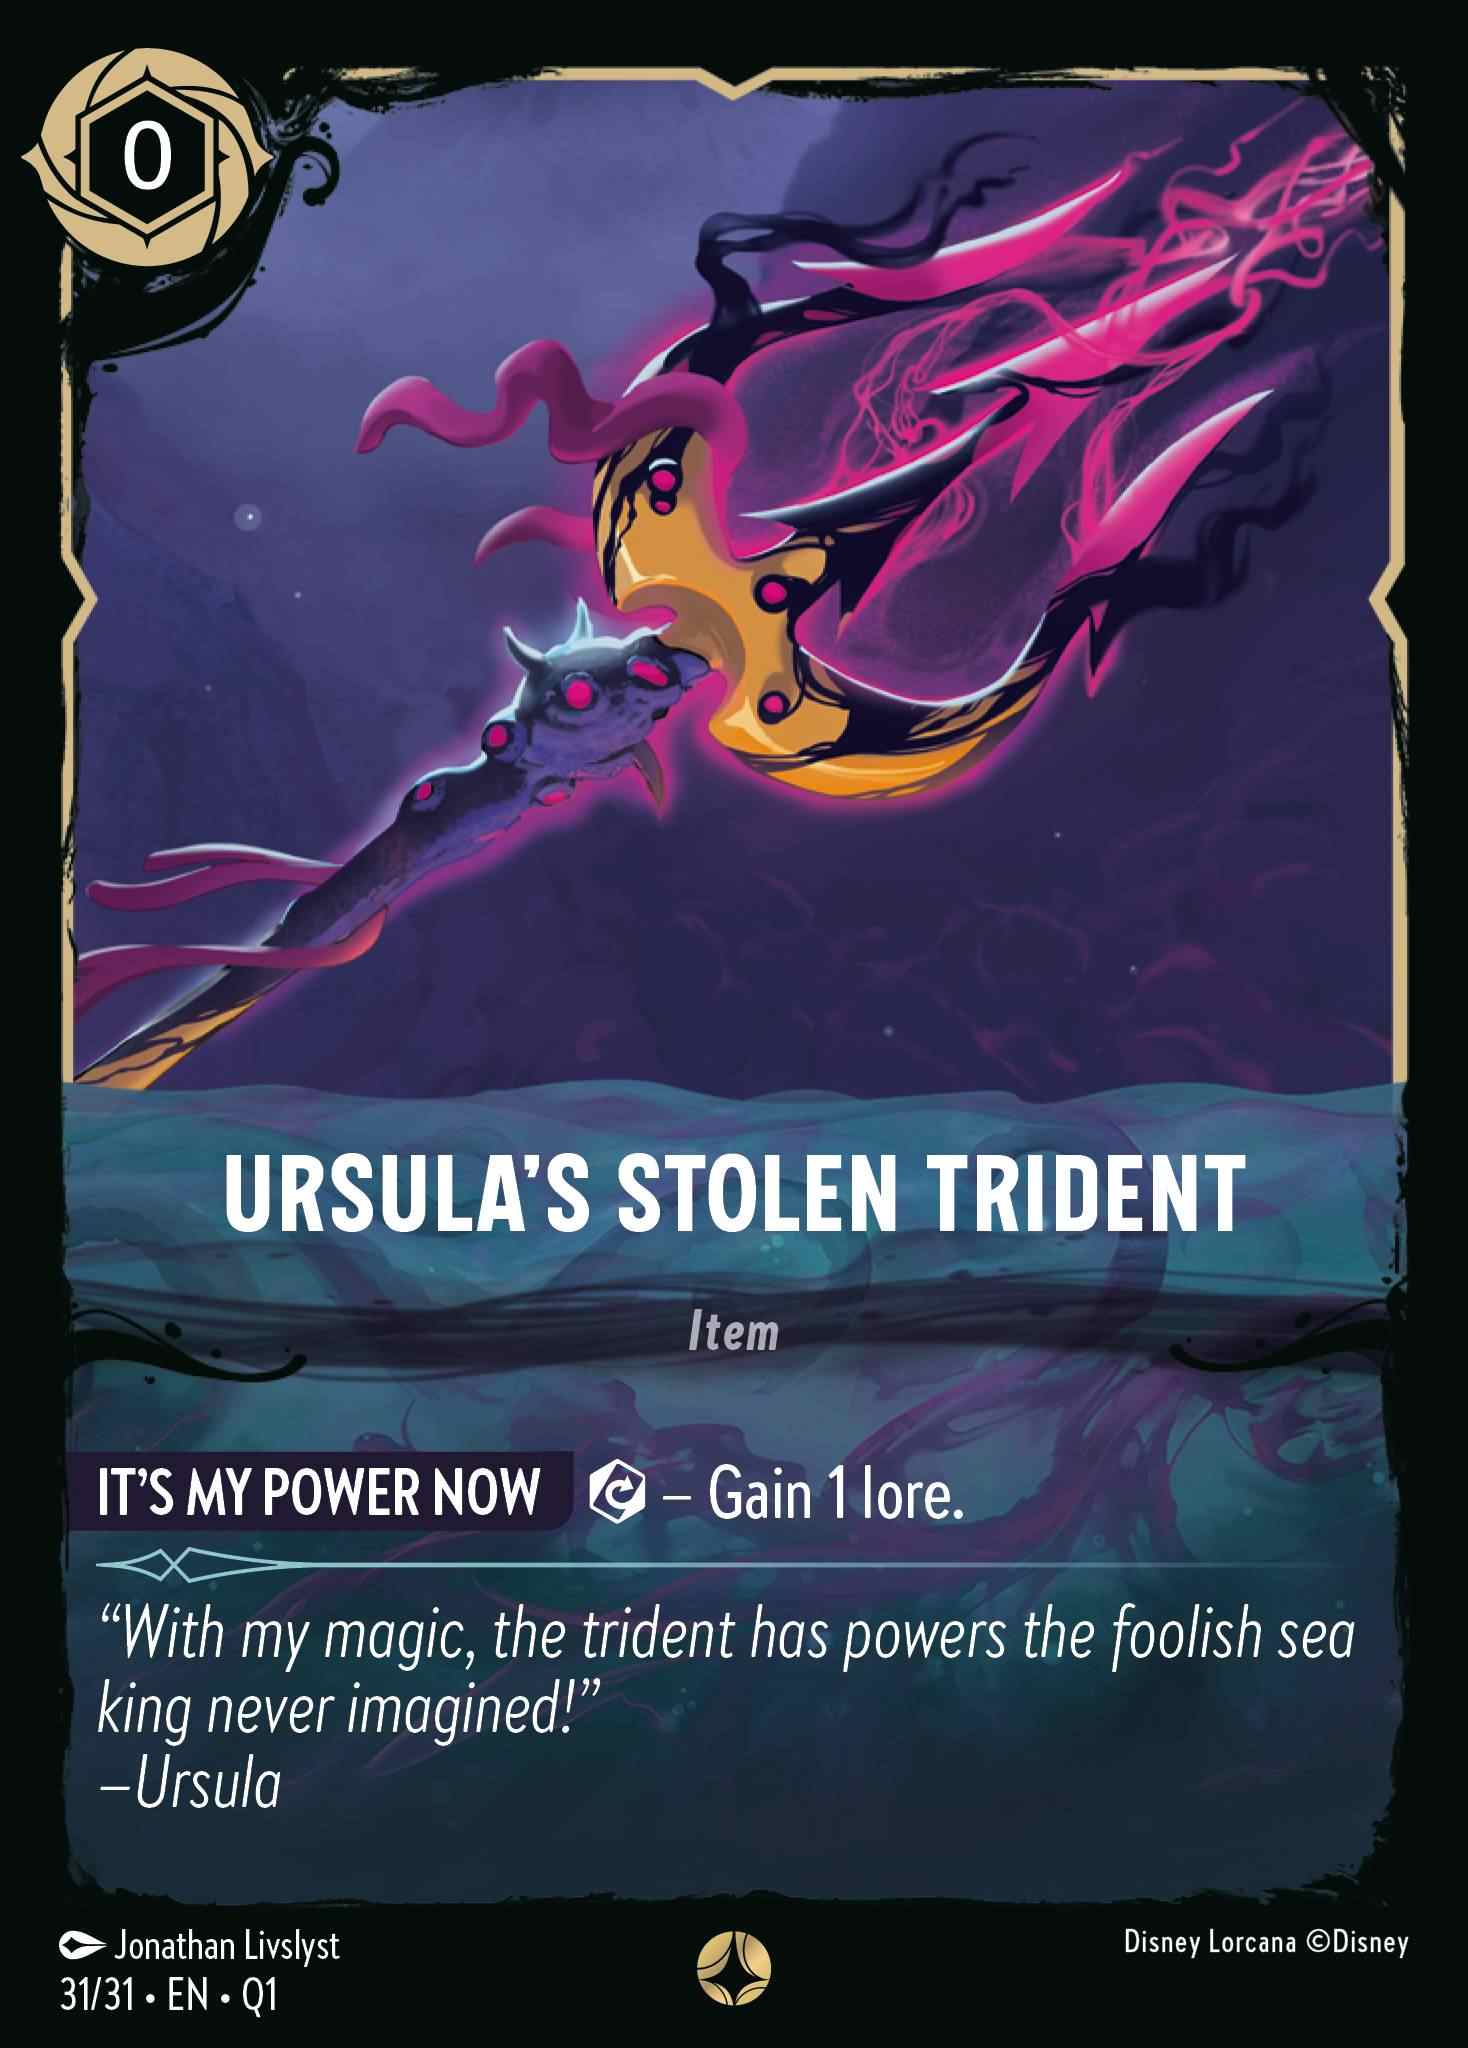 0
URSULA’S STOLEN TRIDENT
Item
IT’S MY POWER NOW – Gain 1 lore.
“With my magic, the trident has powers the foolish sea
king never imagined!”
–Ursula
Jonathan Livslyst
31/31 • EN • Q1
Disney Lorcana ©Disney